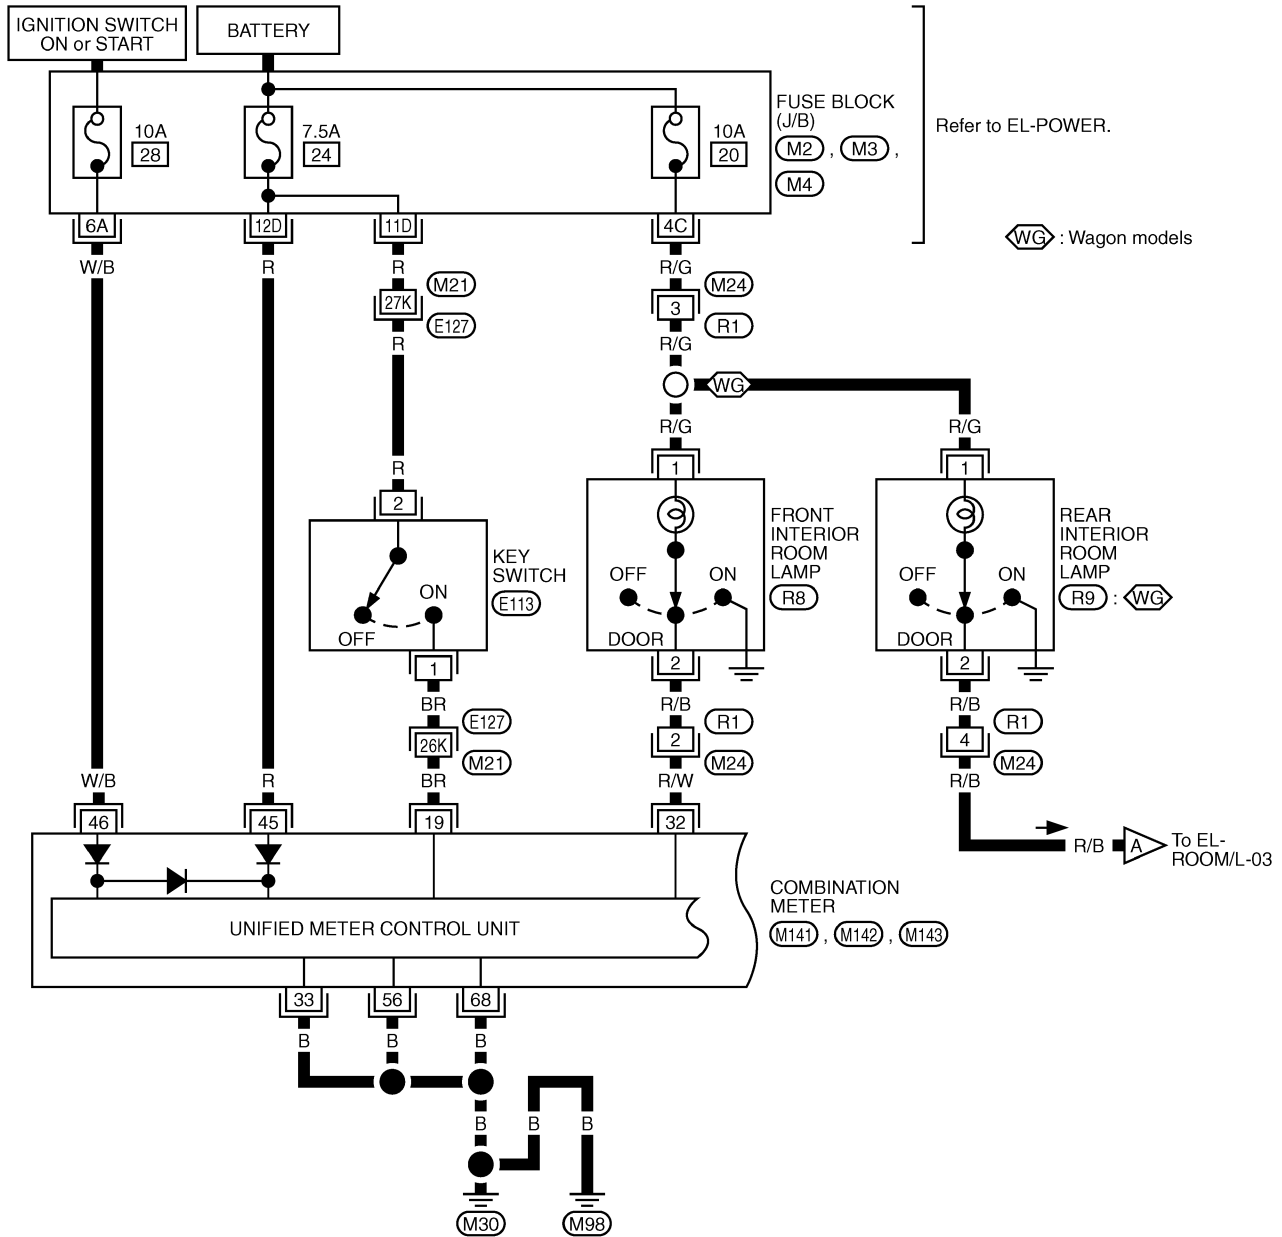 IGNITION SWITCH
ON or START
BATTERY
10A
28
7.5A
24
10A
20
FUSE BLOCK
(J/B)
M2 , M3 ,
M4
Refer to EL-POWER.
6A
12D
11D
4C
WG : Wagon models
W/B
R
R
R/G
27K
M21
E127
3
M24
R1
R
R/G
WG
R/G
R/G
R
2
1
1
KEY
SWITCH
E113
ON
OFF
FRONT
INTERIOR
ROOM
LAMP
R8
OFF
ON
DOOR
REAR
INTERIOR
ROOM
LAMP
R9 : WG
OFF
ON
DOOR
1
2
2
BR
R/B
R/B
E127
26K
M21
R1
2
M24
R1
4
M24
W/B
R
BR
R/W
R/B
46
45
19
32
R/B
A
To EL-
ROOM/L-03
UNIFIED METER CONTROL UNIT
COMBINATION
METER
M141 , M142 , M143
33
56
68
B
B
B
B
B
B
M30
M98